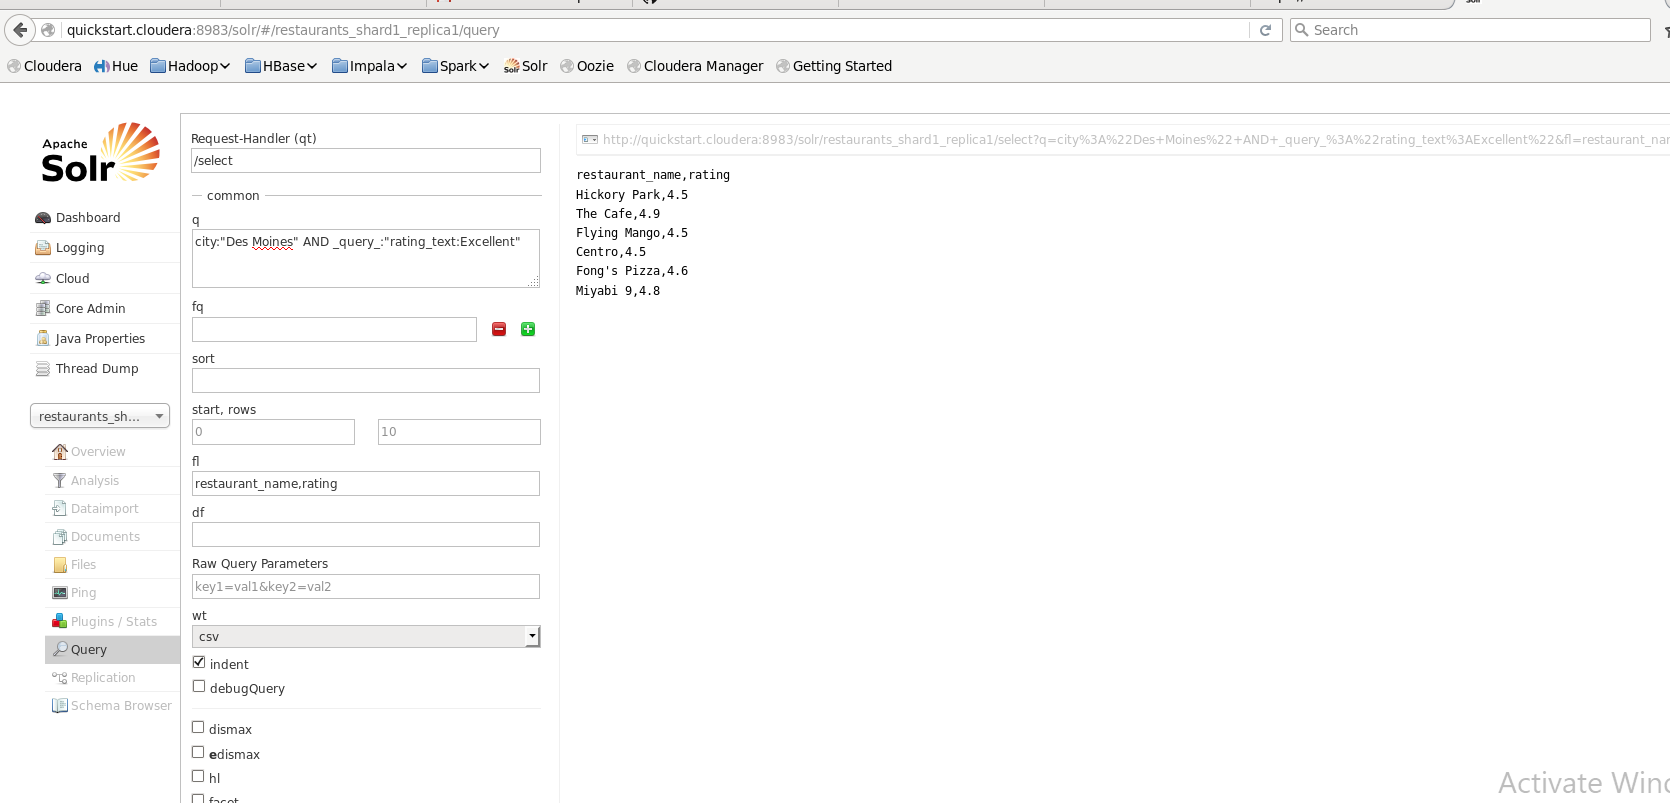 quickstart.cloudera:8983/solr/#/restaurants_shard1_replica1/query
Search
Cloudera
Hue
Hadoop
HBase
Impala
Spark
Solr
Oozie
Cloudera Manager
Getting Started
Apache
Solr
Dashboard
Logging
Cloud
Core Admin
Java Properties
Thread Dump
restaurants_sh...
Overview
Analysis
Dataimport
Documents
Files
Ping
Plugins / Stats
Query
Replication
Schema Browser
Request-Handler (qt)
/select
common
q
city:"Des Moines" AND _query_:"rating_text:Excellent"
fq
sort
start, rows
0
10
fl
restaurant_name,rating
df
Raw Query Parameters
key1=val1&key2=val2
wt
csv
indent
debugQuery
dismax
edismax
hl
facet
http://quickstart.cloudera:8983/solr/restaurants_shard1_replica1/select?q=city%3A%22Des+Moines%22+AND+_query_%3A%22rating_text%3AExcellent%22&fl=restaurant_nar
restaurant_name,rating
Hickory Park,4.5
The Cafe,4.9
Flying Mango,4.5
Centro,4.5
Fong's Pizza,4.6
Miyabi 9,4.8
Activate Wind